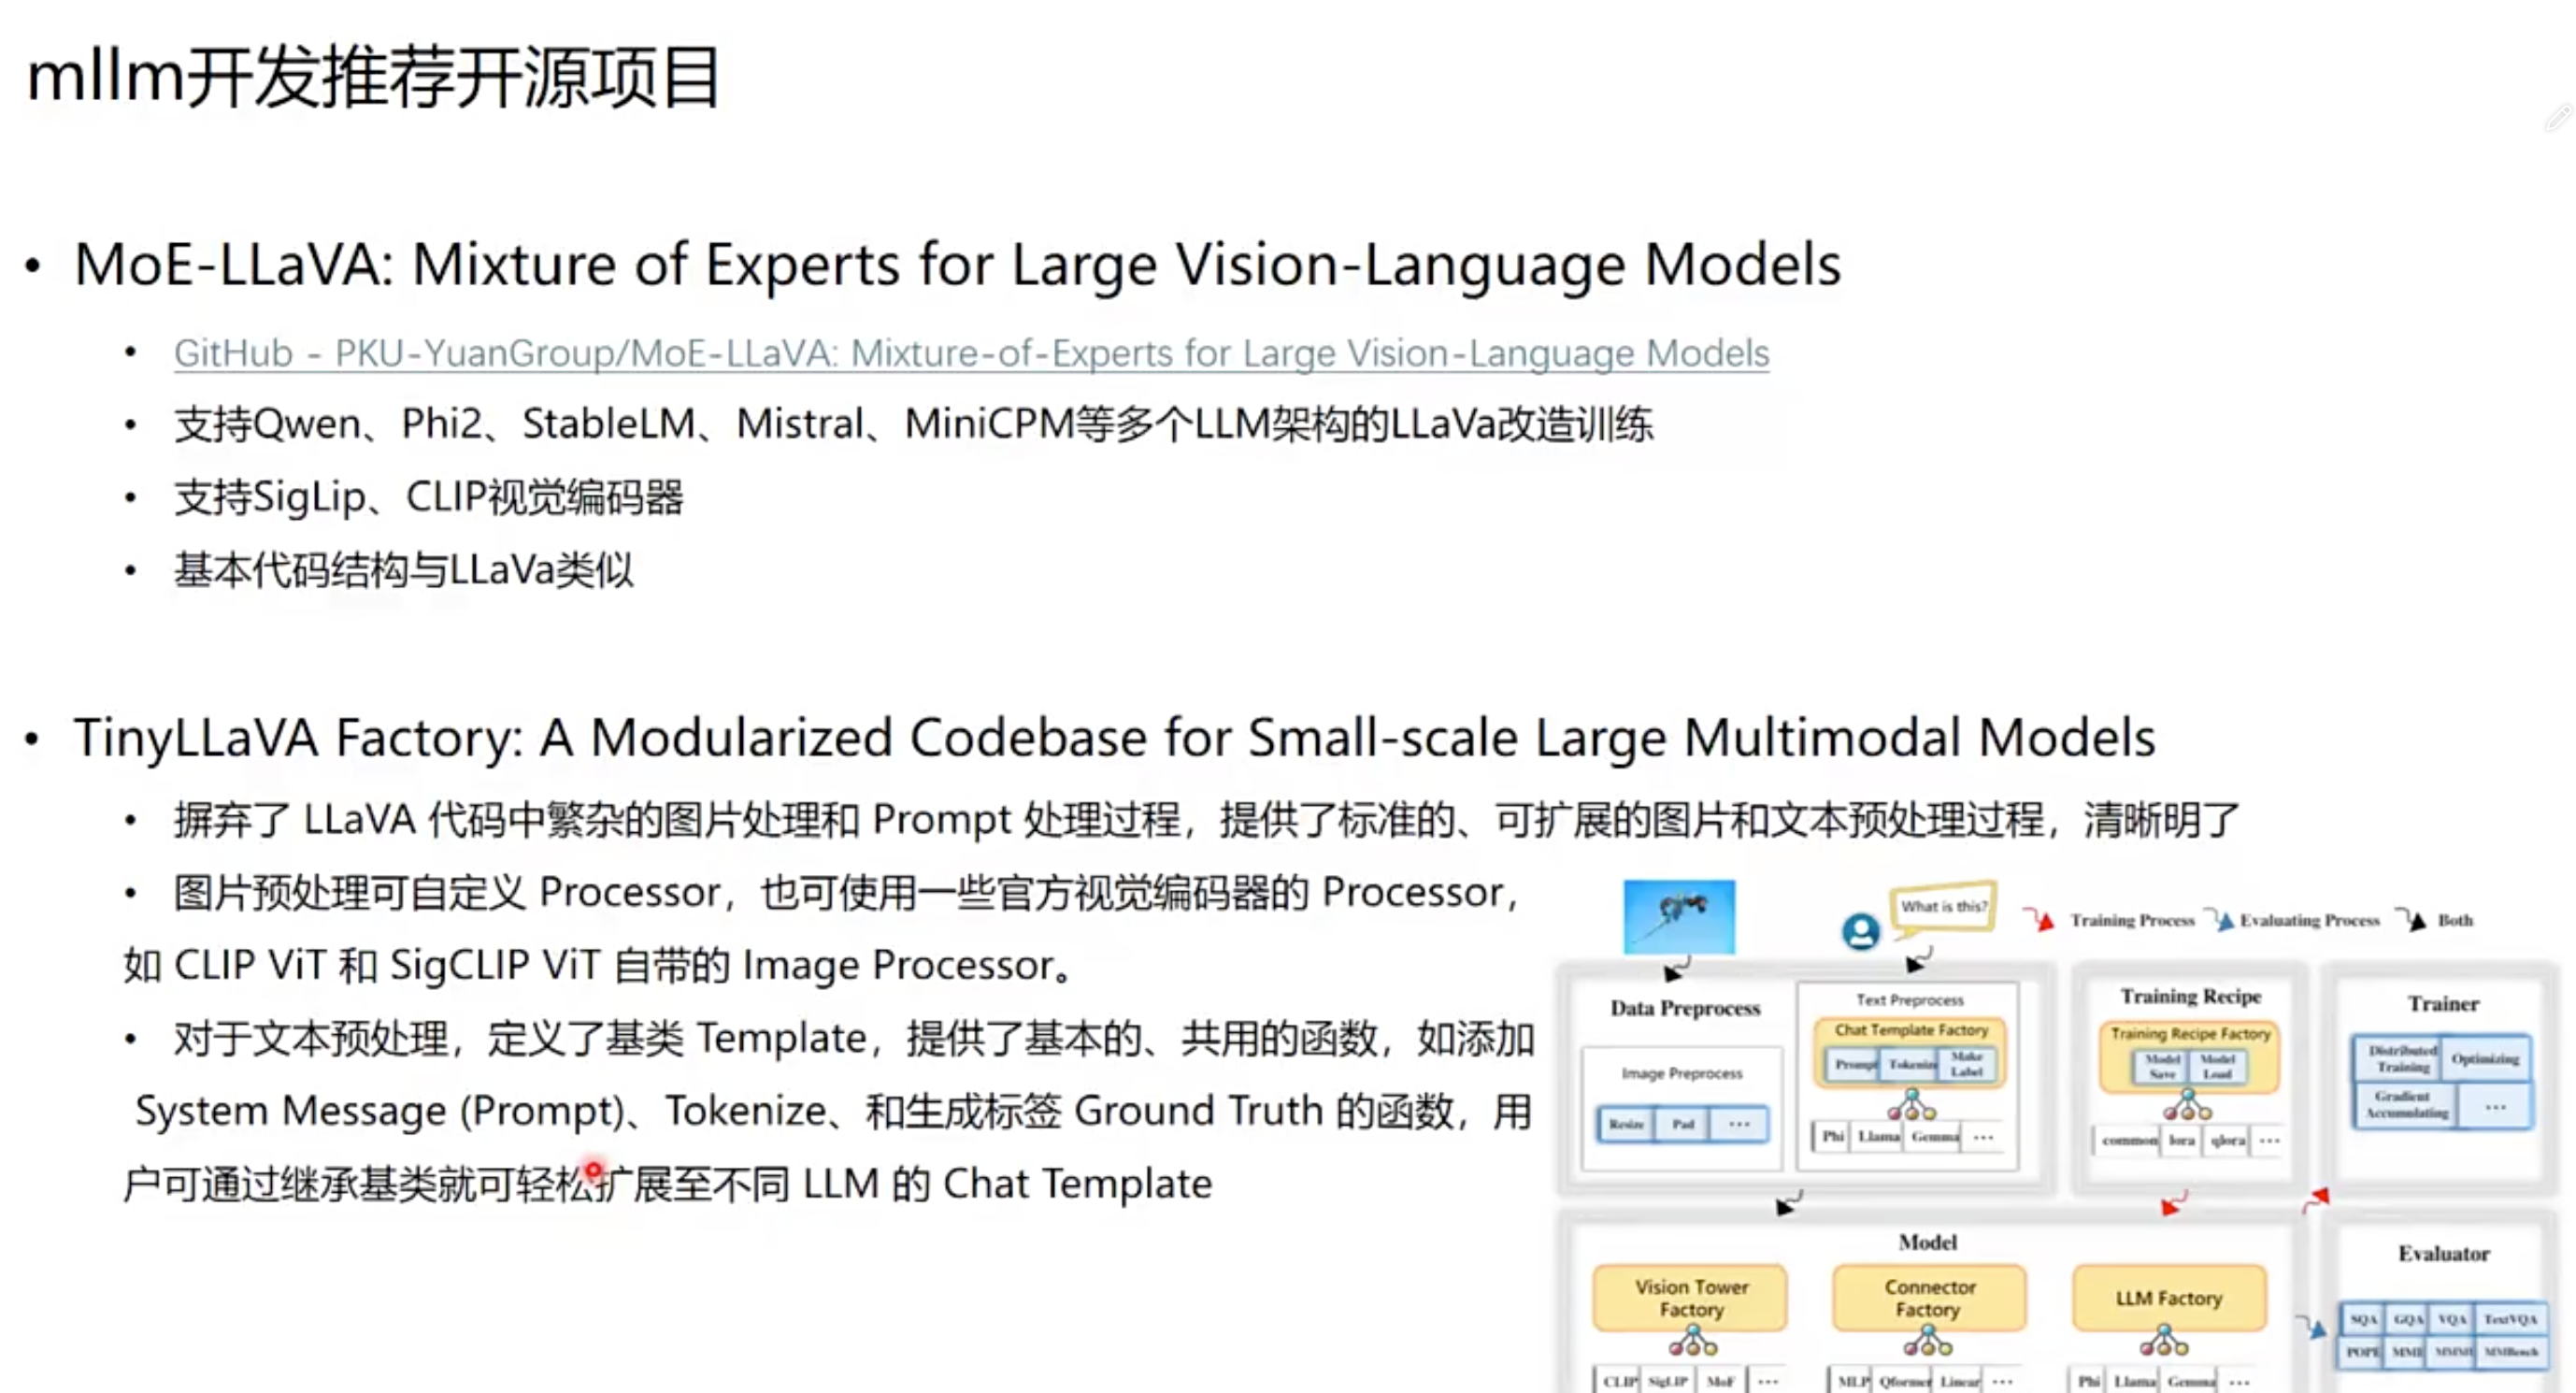 mllm开发推荐开源项目
• MoE-LLaVA: Mixture of Experts for Large Vision-Language Models
• GitHub - PKU-YuanGroup/MoE-LLaVA: Mixture-of-Experts for Large Vision-Language Models
• 支持Qwen、Phi2、StableLM、Mistral、MiniCPM等多个LLM架构的LLaVa改造训练
• 支持SigLip、CLIP视觉编码器
• 基本代码结构与LLaVa类似
• TinyLLaVA Factory: A Modularized Codebase for Small-scale Large Multimodal Models
• 摒弃了 LLaVA 代码中繁杂的图片处理和 Prompt 处理过程，提供了标准的、可扩展的图片和文本预处理过程，清晰明了
• 图片预处理可自定义 Processor，也可使用一些官方视觉编码器的 Processor，
如 CLIP ViT 和 SigCLIP ViT 自带的 Image Processor。
• 对于文本预处理，定义了基类 Template，提供了基本的、共用的函数，如添加
System Message (Prompt)、Tokenize、和生成标签 Ground Truth 的函数，用
户可通过继承基类就可轻松扩展至不同 LLM 的 Chat Template
What is this?
Training Process
Evaluating Process
Both
Data Preprocess
Image Preprocess
Resize Pad ...
Text Preprocess
Chat Template Factory
Prompt Tokenize Make
Label
Phi Llama Gemma ...
Training Recipe
Training Recipe Factory
Model Model
Save Load
common lora qlora ...
Trainer
Distributed Optimizing
Training
Gradient
Accumulating ...
Model
Vision Tower
Factory
CLIP SigLIP MoF ...
Connector
Factory
MLP Qformer Linear ...
LLM Factory
Phi Llama Gemma ...
Evaluator
SQA GQA VQA TextVQA
POPE MMMU MMBench